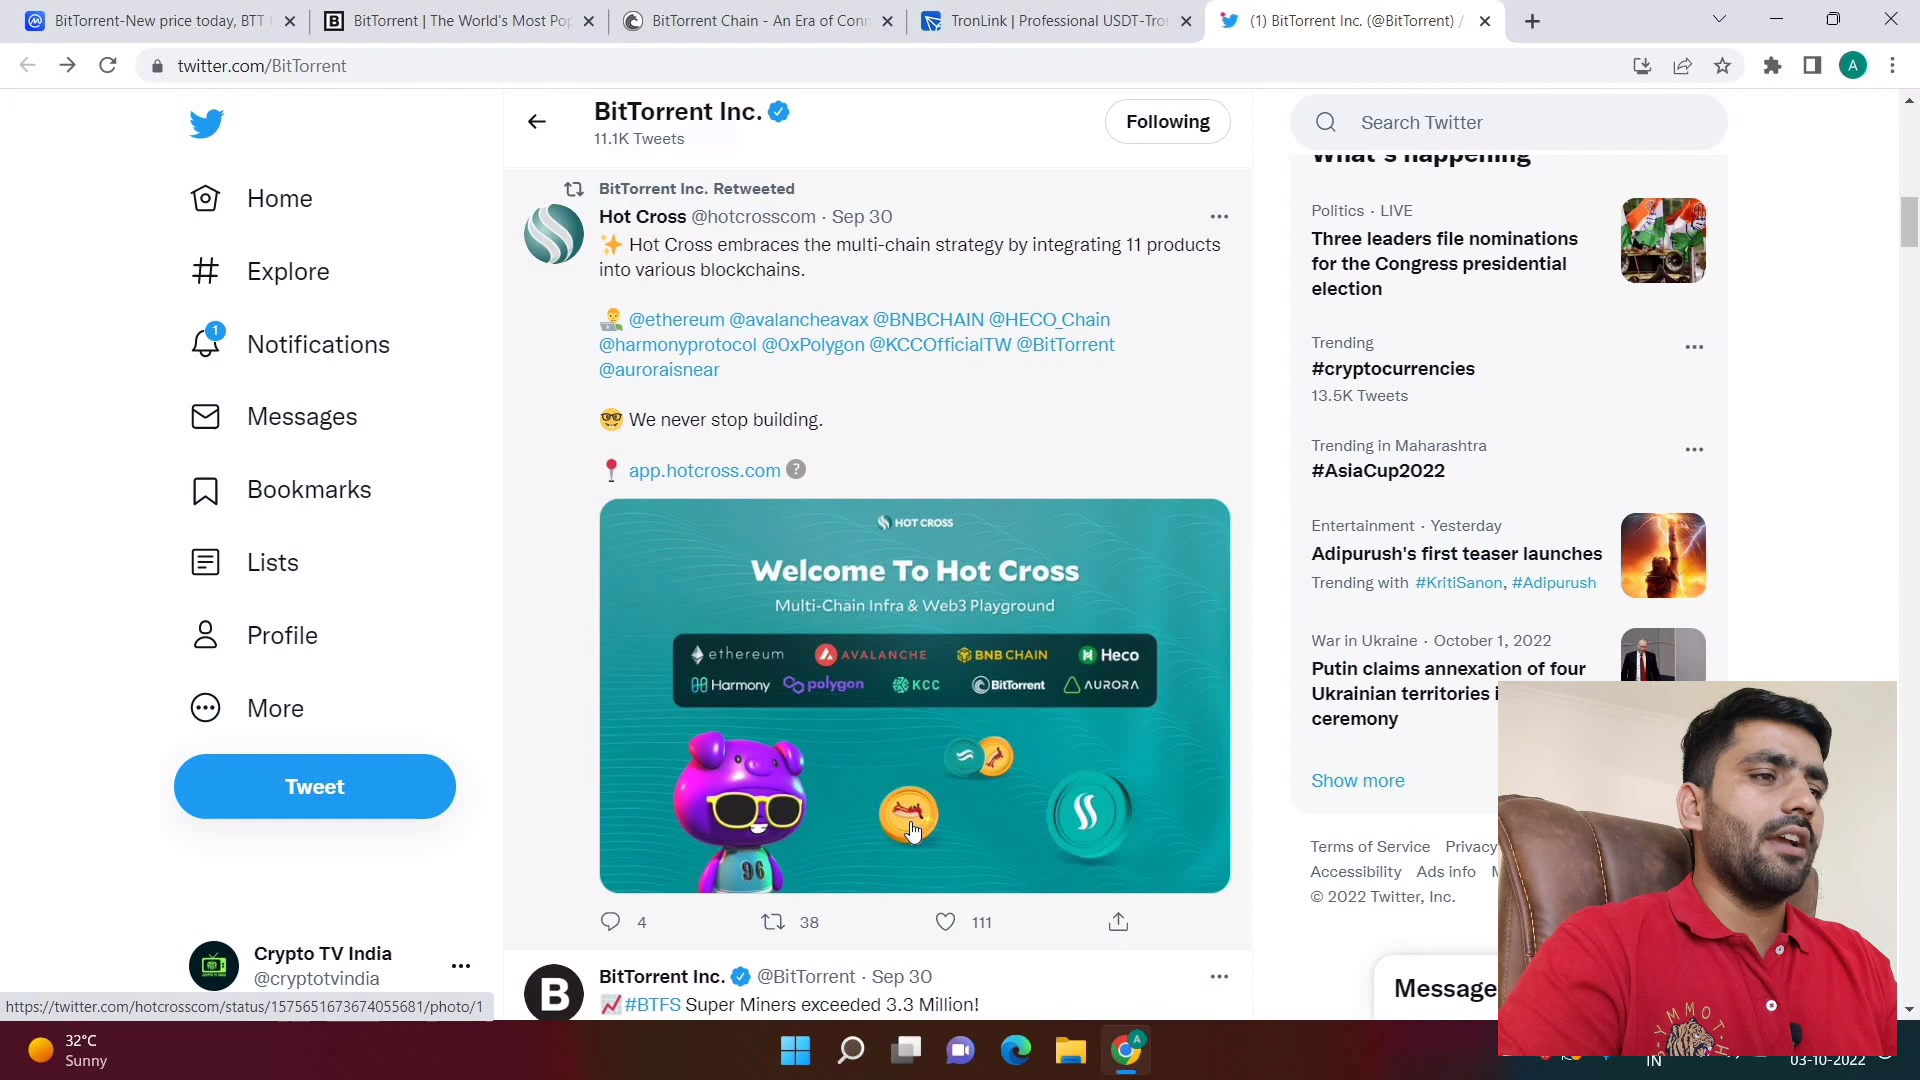 BitTorrent-New price today, BTT
BitTorrent | The World's Most Pop
BitTorrent Chain - An Era of Conn
TronLink | Professional USDT-Tro
(1) BitTorrent Inc. (@BitTorrent) /
twitter.com/BitTorrent
A
Home
Explore
1
Notifications
Messages
Bookmarks
Lists
Profile
More
Tweet
Crypto TV India
@cryptotvindia
https://twitter.com/hotcrosscom/status/1575651673674055681/photo/1
BitTorrent Inc.
11.1K Tweets
Following
BitTorrent Inc. Retweeted
Hot Cross @hotcrosscom · Sep 30
✨ Hot Cross embraces the multi-chain strategy by integrating 11 products
into various blockchains.
👨‍💻 @ethereum @avalancheavax @BNBCHAIN @HECO_Chain
@harmonyprotocol @0xPolygon @KCCOfficialTW @BitTorrent
@auroraisnear
🤓 We never stop building.
📍 app.hotcross.com ?
HOT CROSS
Welcome To Hot Cross
Multi-Chain Infra & Web3 Playground
ethereum AVALANCHE BNB CHAIN Heco
Harmony polygon KCC BitTorrent AURORA
96
4 38 111
BitTorrent Inc. @BitTorrent · Sep 30
📈 #BTFS Super Miners exceeded 3.3 Million!
Search Twitter
What's happening
Politics · LIVE
Three leaders file nominations
for the Congress presidential
election
Trending
#cryptocurrencies
13.5K Tweets
Trending in Maharashtra
#AsiaCup2022
Entertainment · Yesterday
Adipurush's first teaser launches
Trending with #KritiSanon, #Adipurush
War in Ukraine · October 1, 2022
Putin claims annexation of four
Ukrainian territories i
ceremony
Show more
Terms of Service Privacy
Accessibility Ads info
© 2022 Twitter, Inc.
Message
32°C
Sunny
A
IN
03-10-2022